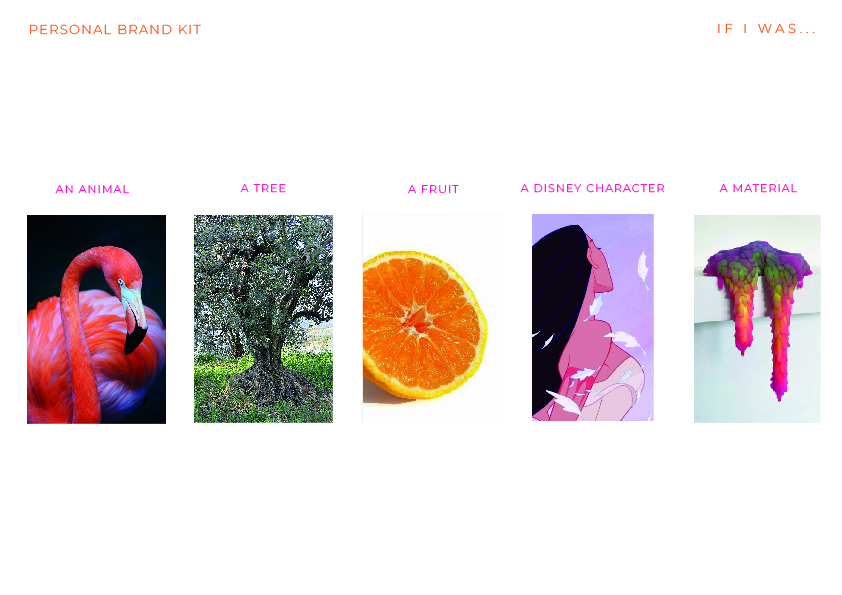 PERSONAL BRAND KIT
IF I WAS...
AN ANIMAL
A TREE
A FRUIT
A DISNEY CHARACTER
A MATERIAL